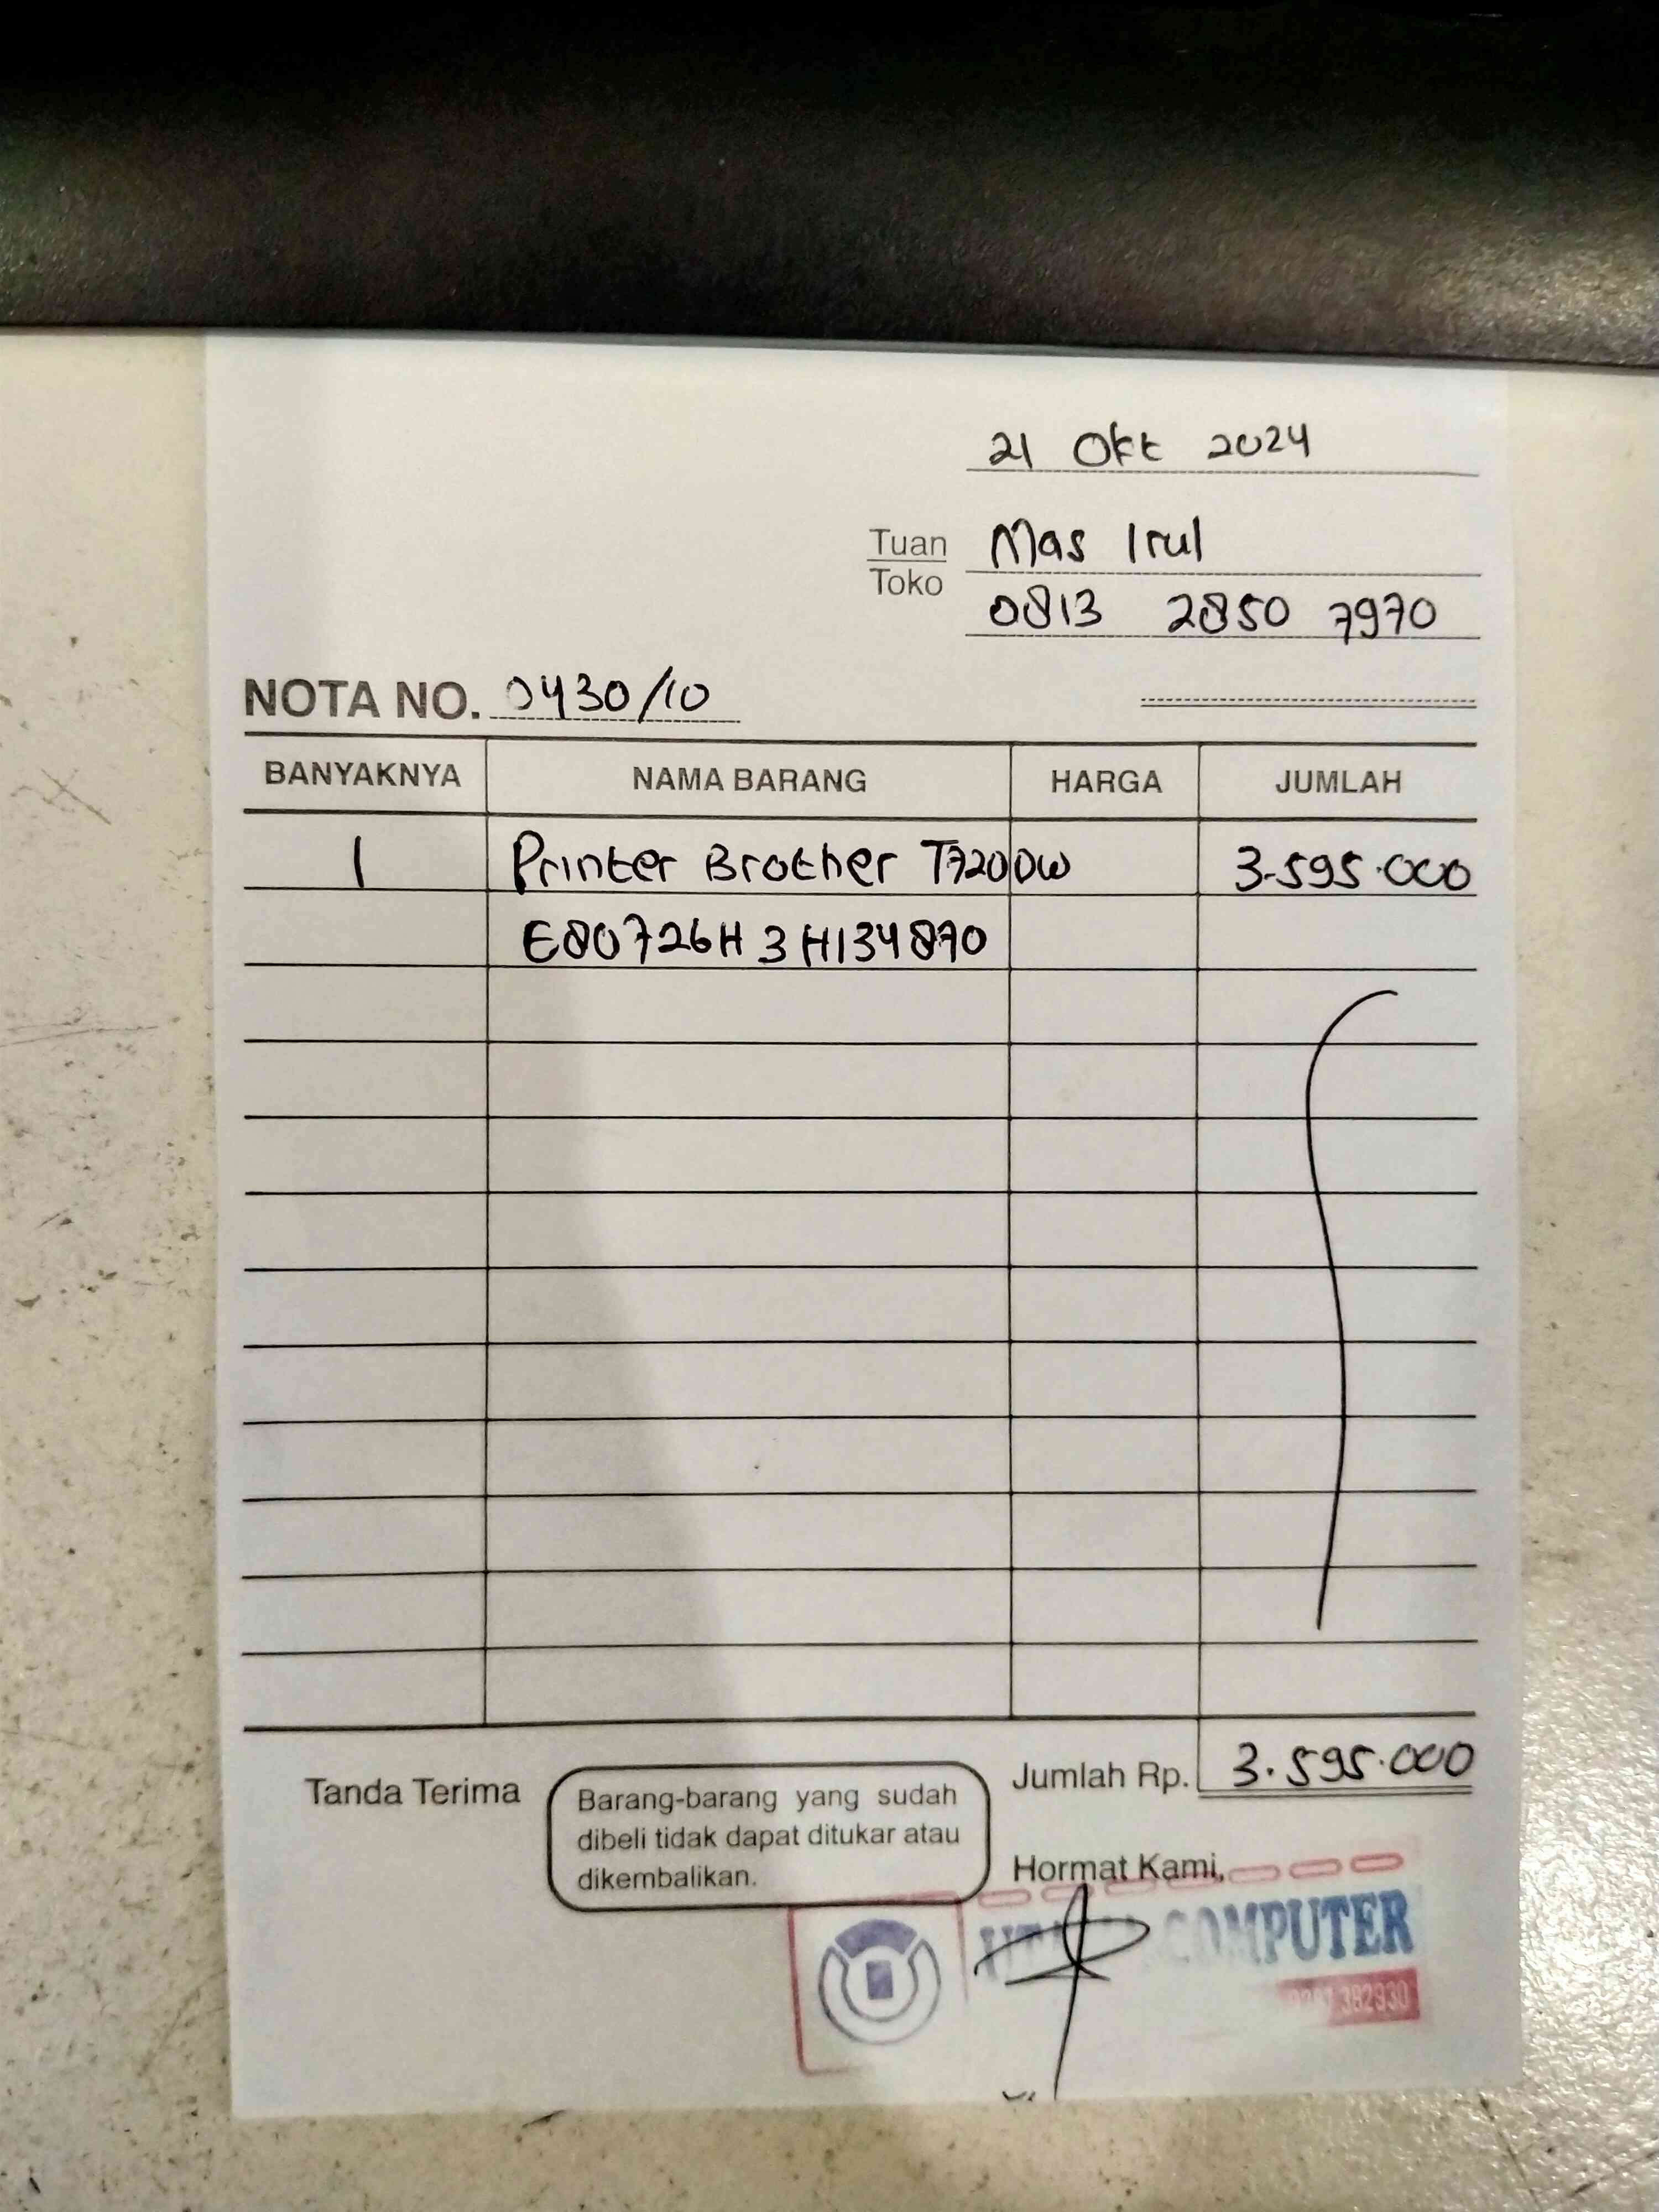 21 Okt 2024
Tuan Mas Irul
Toko
0813 2850 7970
NOTA NO. 0430/10
BANYAKNYA NAMA BARANG HARGA JUMLAH
1 Printer Brother T720DW 3.595.000
E80726H3H134870
Jumlah Rp. 3.595.000
Tanda Terima
Barang-barang yang sudah
dibeli tidak dapat ditukar atau
dikembalikan.
Hormat Kami,
COMPUTER
382930